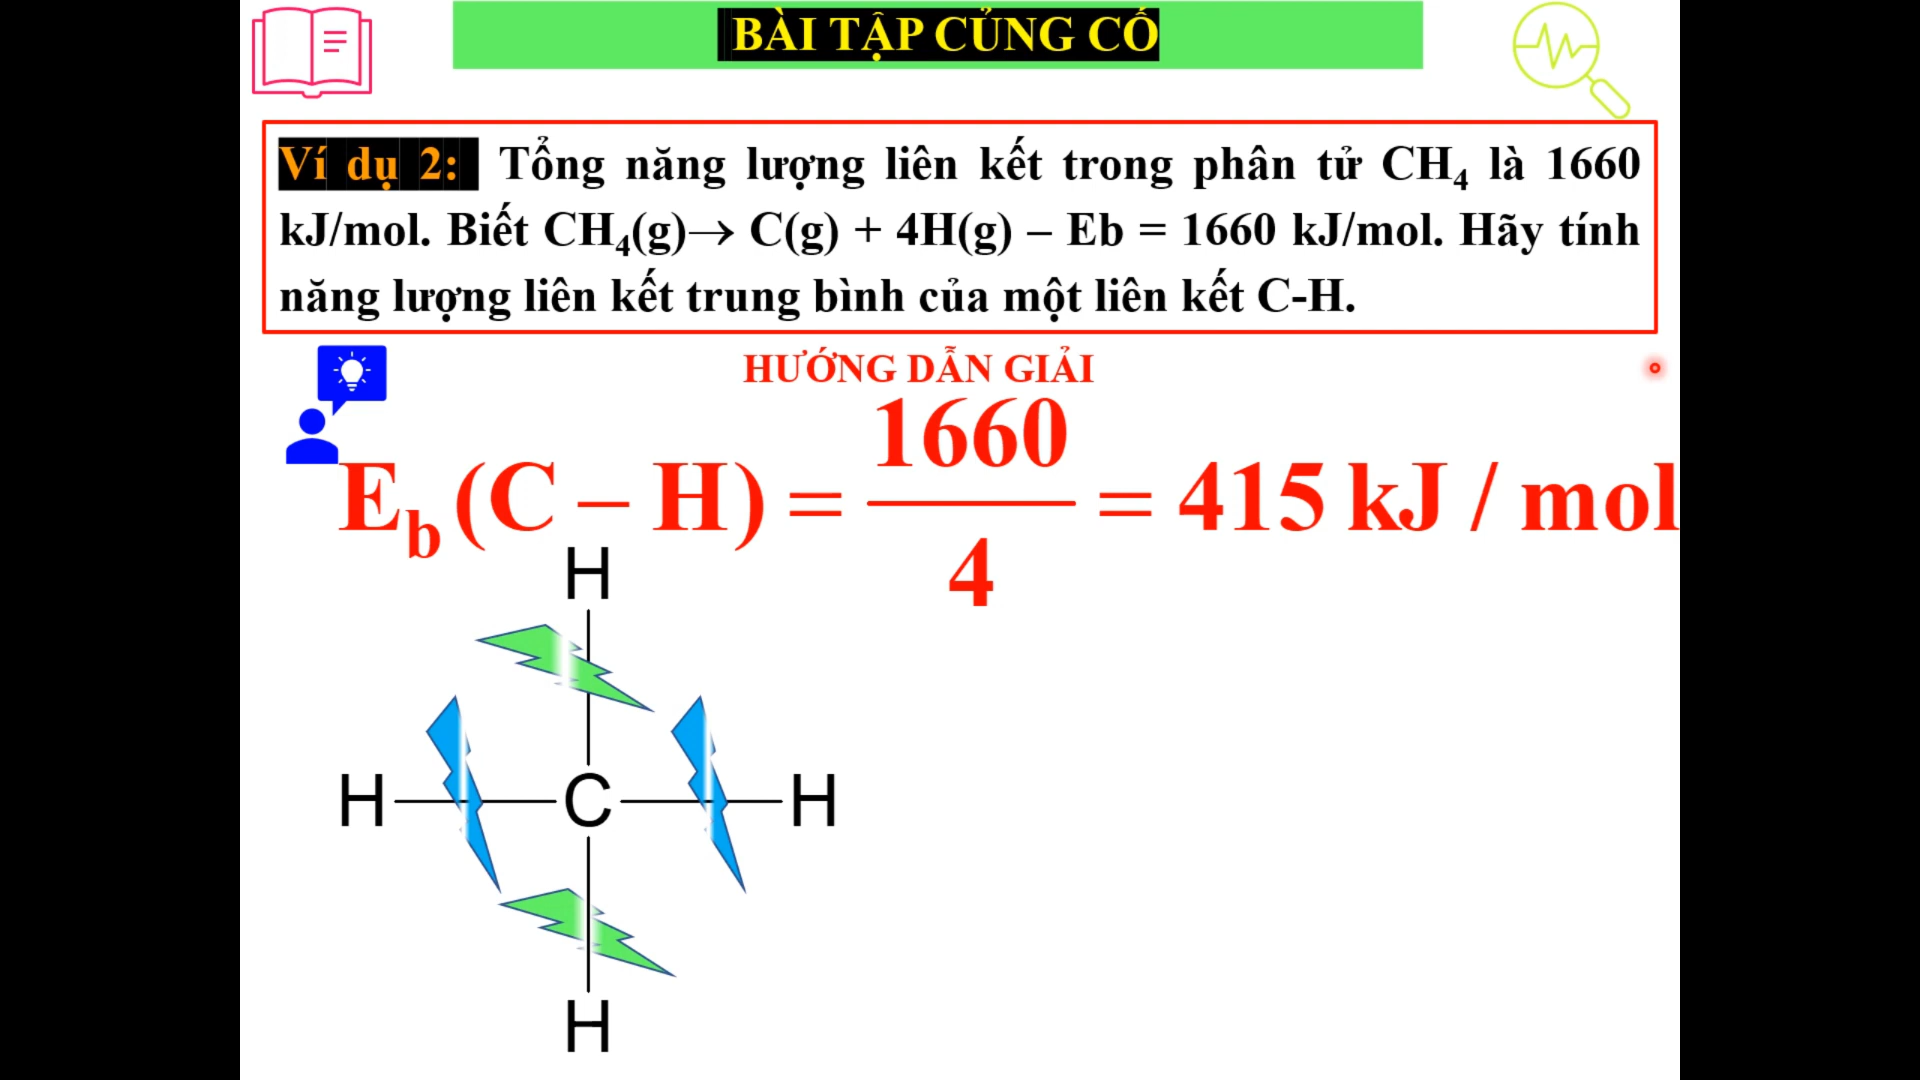 BÀI TẬP CỦNG CỐ
Ví dụ 2: Tổng năng lượng liên kết trong phân tử CH₄ là 1660
kJ/mol. Biết CH₄(g)→ C(g) + 4H(g) – Eb = 1660 kJ/mol. Hãy tính
năng lượng liên kết trung bình của một liên kết C-H.
HƯỚNG DẪN GIẢI
E_b (C – H) = 1660/4 = 415 kJ / mol
H
H C H
H